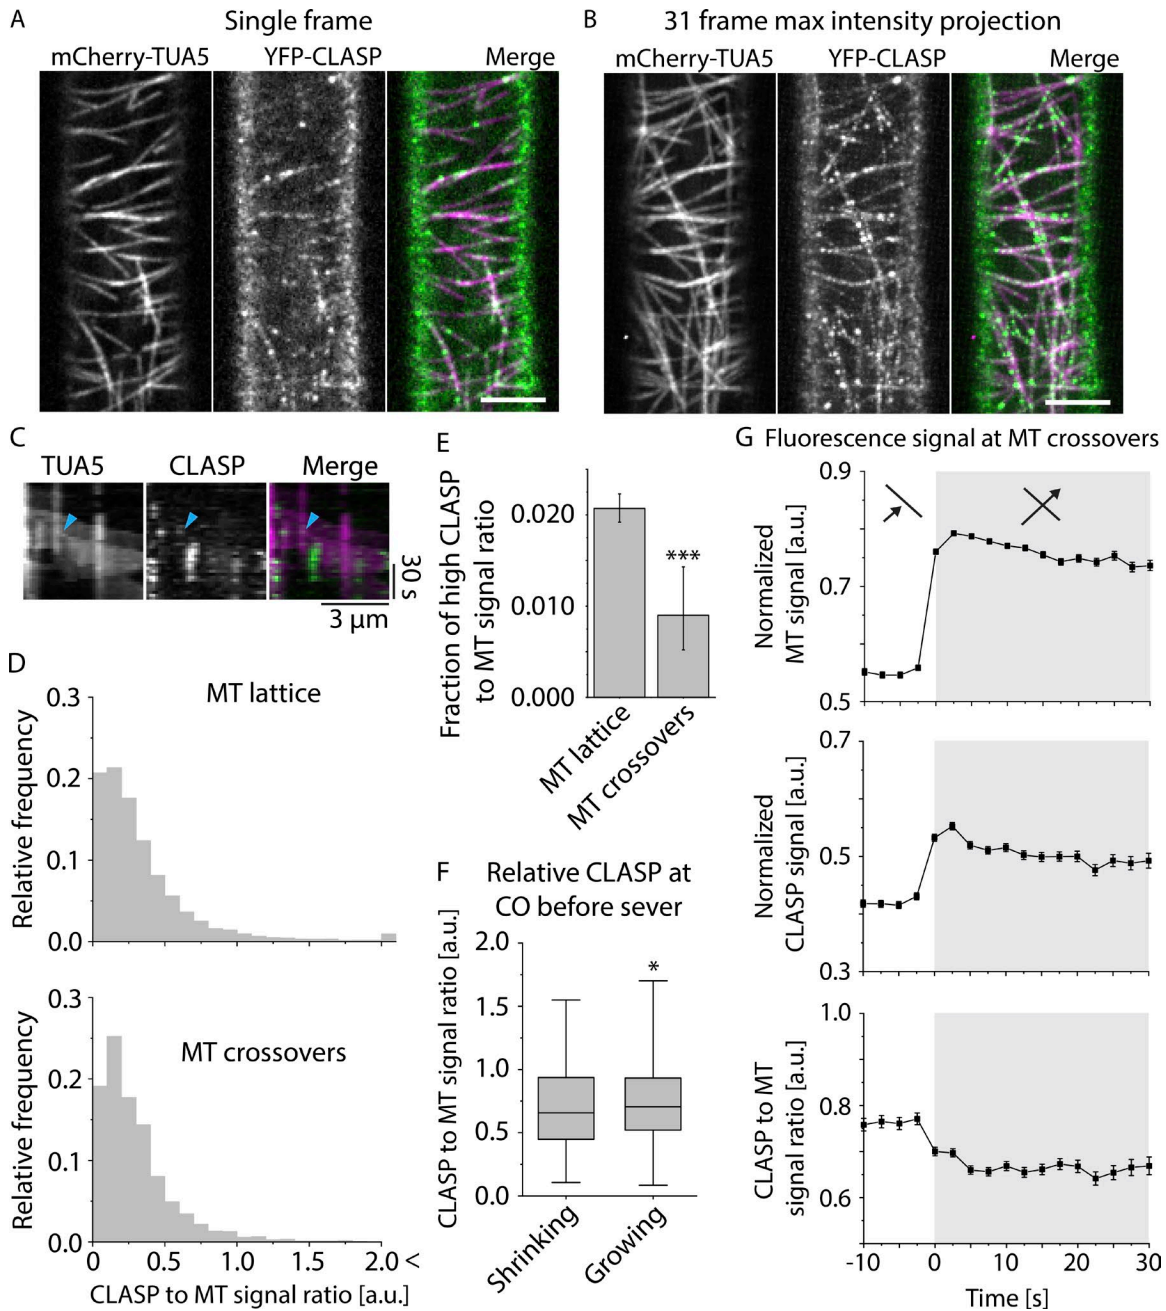 A
Single frame
mCherry-TUA5 YFP-CLASP Merge
B
31 frame max intensity projection
mCherry-TUA5 YFP-CLASP Merge
C
TUA5 CLASP Merge
30 s
3 μm
D
MT lattice
Relative frequency
0.3
0.2
0.1
0.0
MT crossovers
Relative frequency
0.3
0.2
0.1
0.0
0 0.5 1.0 1.5 2.0 <
CLASP to MT signal ratio [a.u.]
E
Fraction of high CLASP
to MT signal ratio
0.020
0.010
0.000
***
MT lattice
MT crossovers
F
Relative CLASP at
CO before sever
CLASP to MT signal ratio [a.u.]
2.0
1.5
1.0
0.5
0.0
*
Shrinking
Growing
G Fluorescence signal at MT crossovers
Normalized
MT signal [a.u.]
0.9
0.7
0.5
Normalized
CLASP signal [a.u.]
0.7
0.5
0.3
CLASP to MT
signal ratio [a.u.]
1.0
0.8
0.6
-10 0 10 20 30
Time [s]